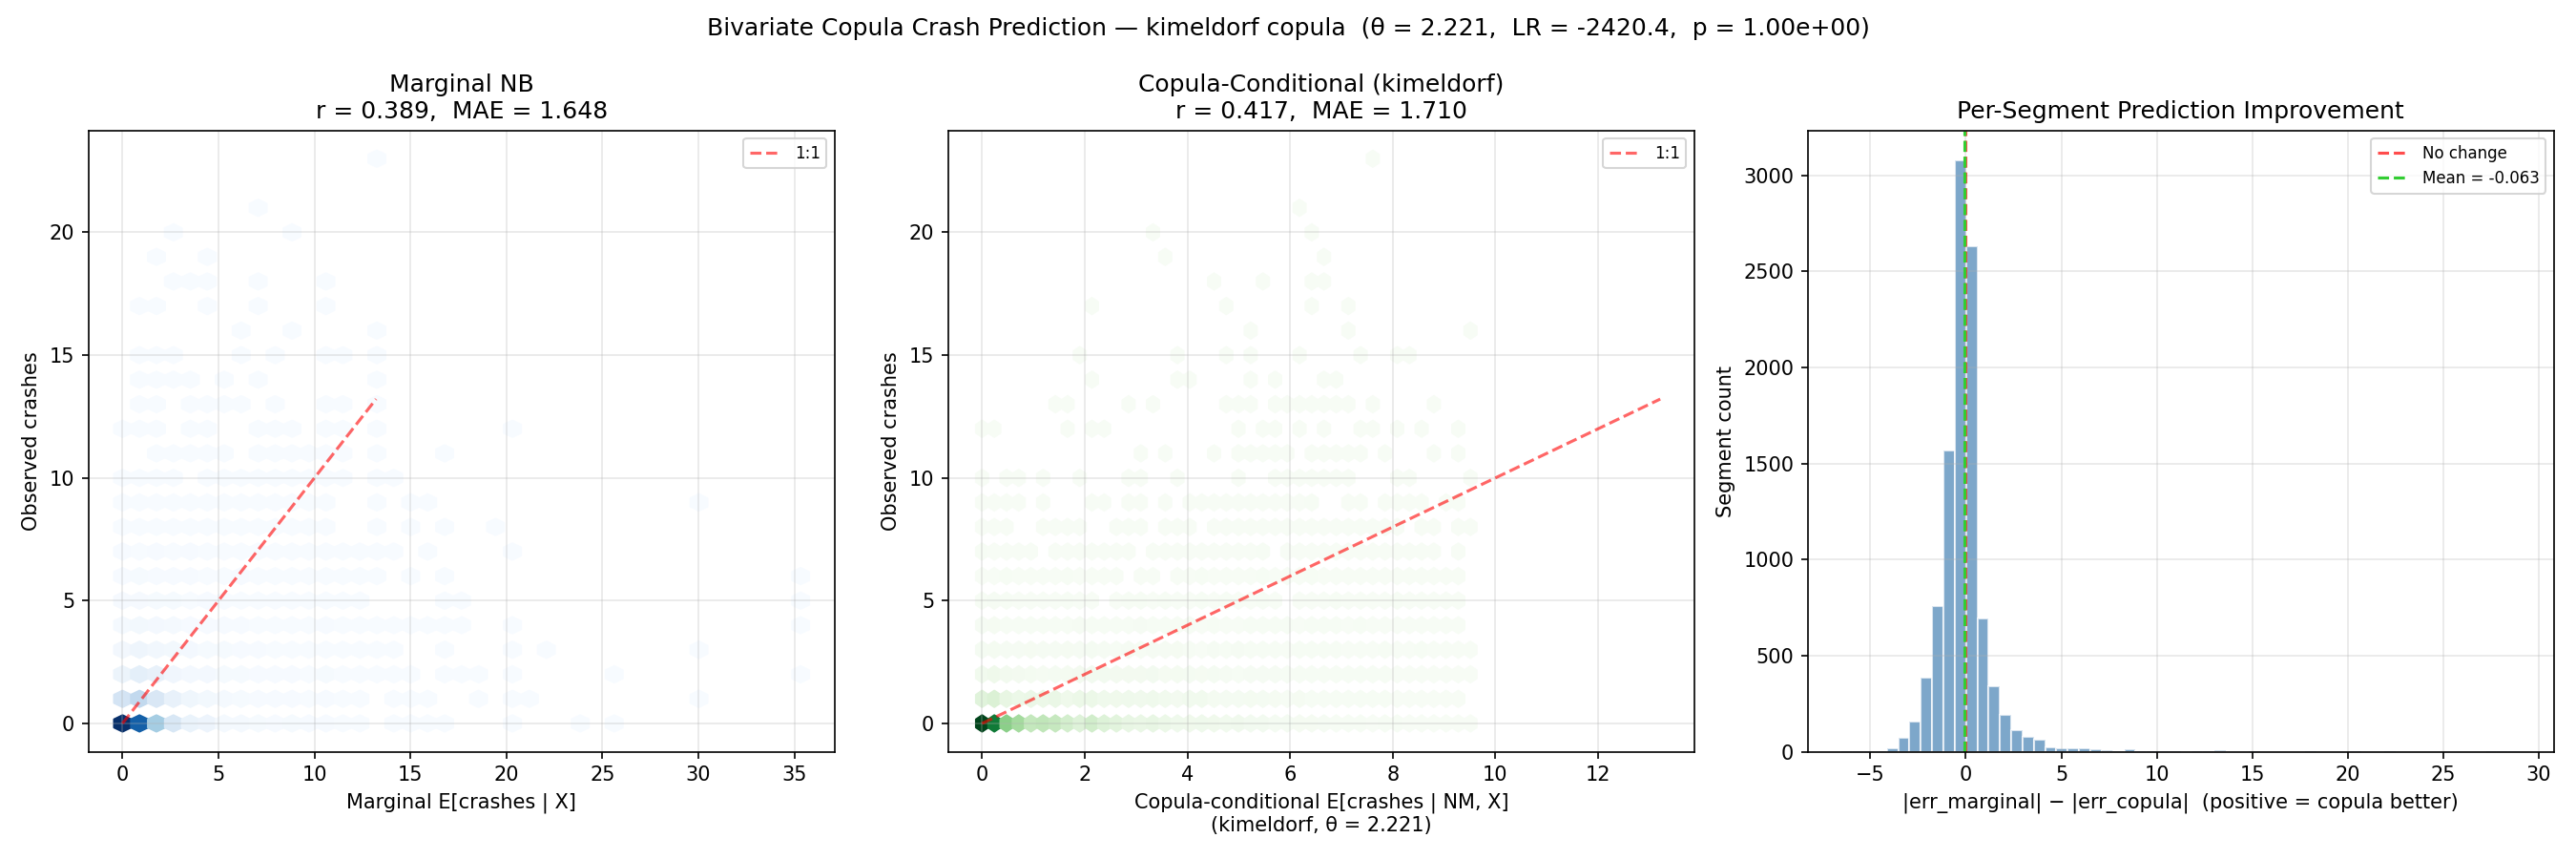 Bivariate Copula Crash Prediction — kimeldorf copula  (θ = 2.221,  LR = -2420.4,  p = 1.00e+00)
Marginal NB
r = 0.389,  MAE = 1.648
1:1
Observed crashes
20
15
10
5
0
0 5 10 15 20 25 30 35
Marginal E[crashes | X]
Copula-Conditional (kimeldorf)
r = 0.417,  MAE = 1.710
1:1
Observed crashes
20
15
10
5
0
0 2 4 6 8 10 12
Copula-conditional E[crashes | NM, X]
(kimeldorf, θ = 2.221)
Per-Segment Prediction Improvement
No change
Mean = -0.063
Segment count
3000
2500
2000
1500
1000
500
0
−5 0 5 10 15 20 25 30
|err_marginal| − |err_copula|  (positive = copula better)